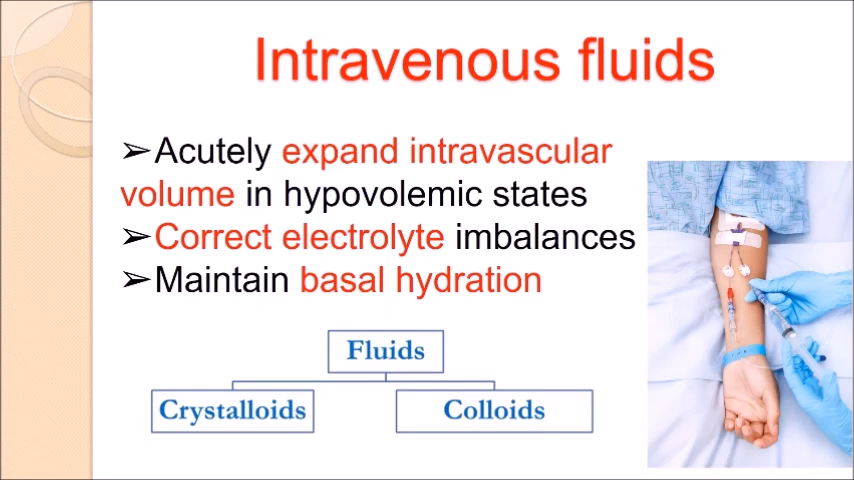 Intravenous fluids
➢Acutely expand intravascular
volume in hypovolemic states
➢Correct electrolyte imbalances
➢Maintain basal hydration
Fluids
Crystalloids
Colloids